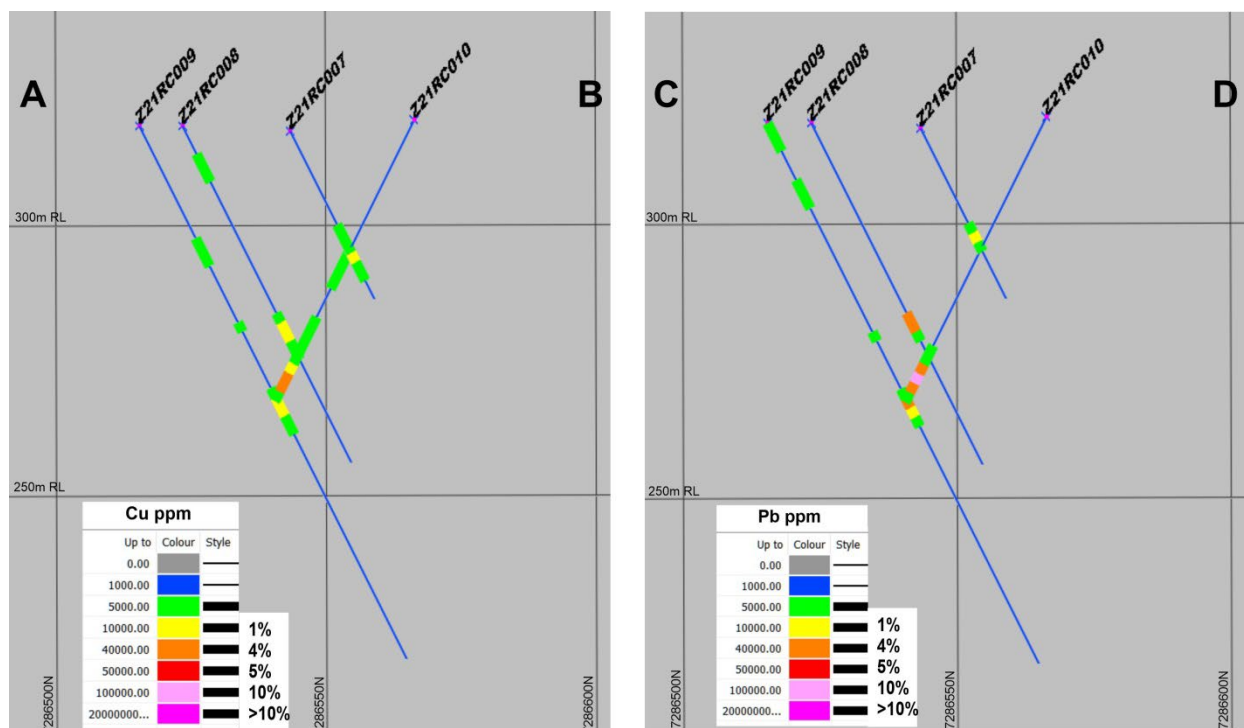 A
Z21RC009
Z21RC008
Z21RC007
Z21RC010
B
300m RL
250m RL
Cu ppm
Up to Colour Style
0.00
1000.00
5000.00
10000.00 1%
40000.00 4%
50000.00 5%
100000.00 10%
20000000... >10%
286500N
286550N
286600N
C
Z21RC009
Z21RC008
Z21RC007
Z21RC010
D
300m RL
250m RL
Pb ppm
Up to Colour Style
0.00
1000.00
5000.00
10000.00 1%
40000.00 4%
50000.00 5%
100000.00 10%
20000000... >10%
7286500N
7286550N
7286600N